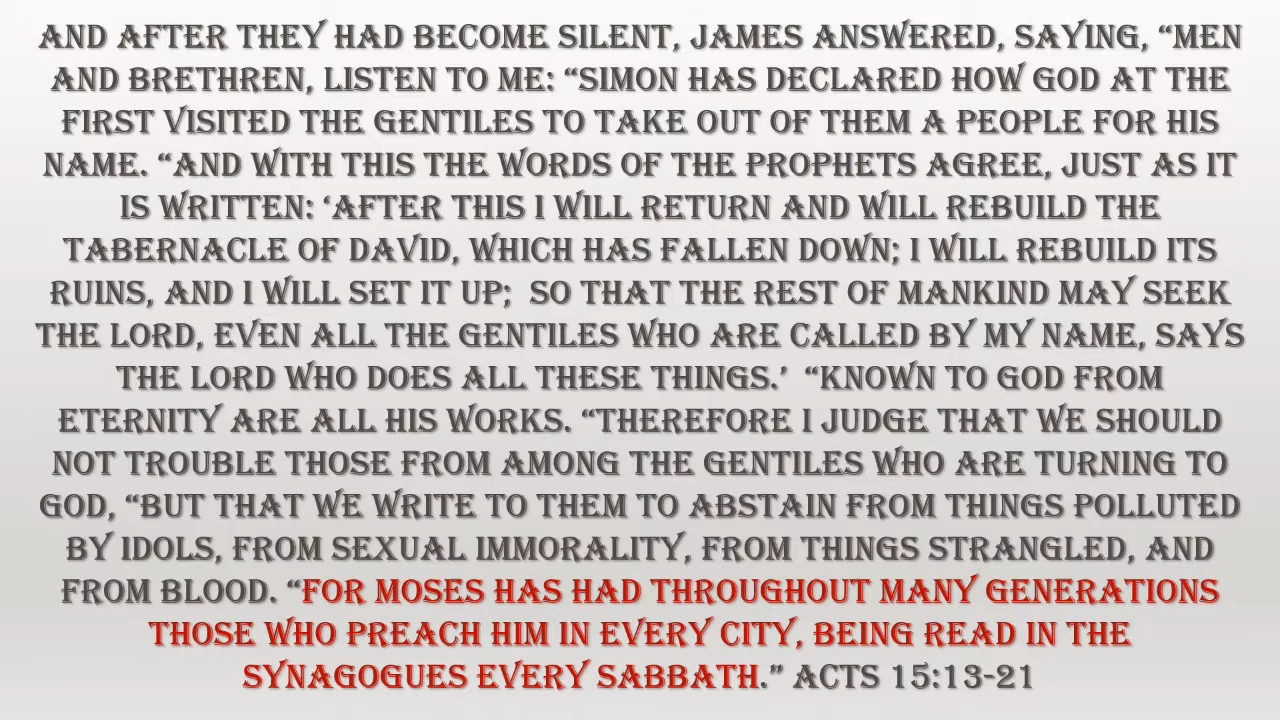 AND AFTER THEY HAD BECOME SILENT, JAMES ANSWERED, SAYING, “MEN
AND BRETHREN, LISTEN TO ME: “SIMON HAS DECLARED HOW GOD AT THE
FIRST VISITED THE GENTILES TO TAKE OUT OF THEM A PEOPLE FOR HIS
NAME. “AND WITH THIS THE WORDS OF THE PROPHETS AGREE, JUST AS IT
IS WRITTEN: ‘AFTER THIS I WILL RETURN AND WILL REBUILD THE
TABERNACLE OF DAVID, WHICH HAS FALLEN DOWN; I WILL REBUILD ITS
RUINS, AND I WILL SET IT UP;  SO THAT THE REST OF MANKIND MAY SEEK
THE LORD, EVEN ALL THE GENTILES WHO ARE CALLED BY MY NAME, SAYS
THE LORD WHO DOES ALL THESE THINGS.’  “KNOWN TO GOD FROM
ETERNITY ARE ALL HIS WORKS. “THEREFORE I JUDGE THAT WE SHOULD
NOT TROUBLE THOSE FROM AMONG THE GENTILES WHO ARE TURNING TO
GOD, “BUT THAT WE WRITE TO THEM TO ABSTAIN FROM THINGS POLLUTED
BY IDOLS, FROM SEXUAL IMMORALITY, FROM THINGS STRANGLED, AND
FROM BLOOD. “FOR MOSES HAS HAD THROUGHOUT MANY GENERATIONS
THOSE WHO PREACH HIM IN EVERY CITY, BEING READ IN THE
SYNAGOGUES EVERY SABBATH.” ACTS 15:13-21